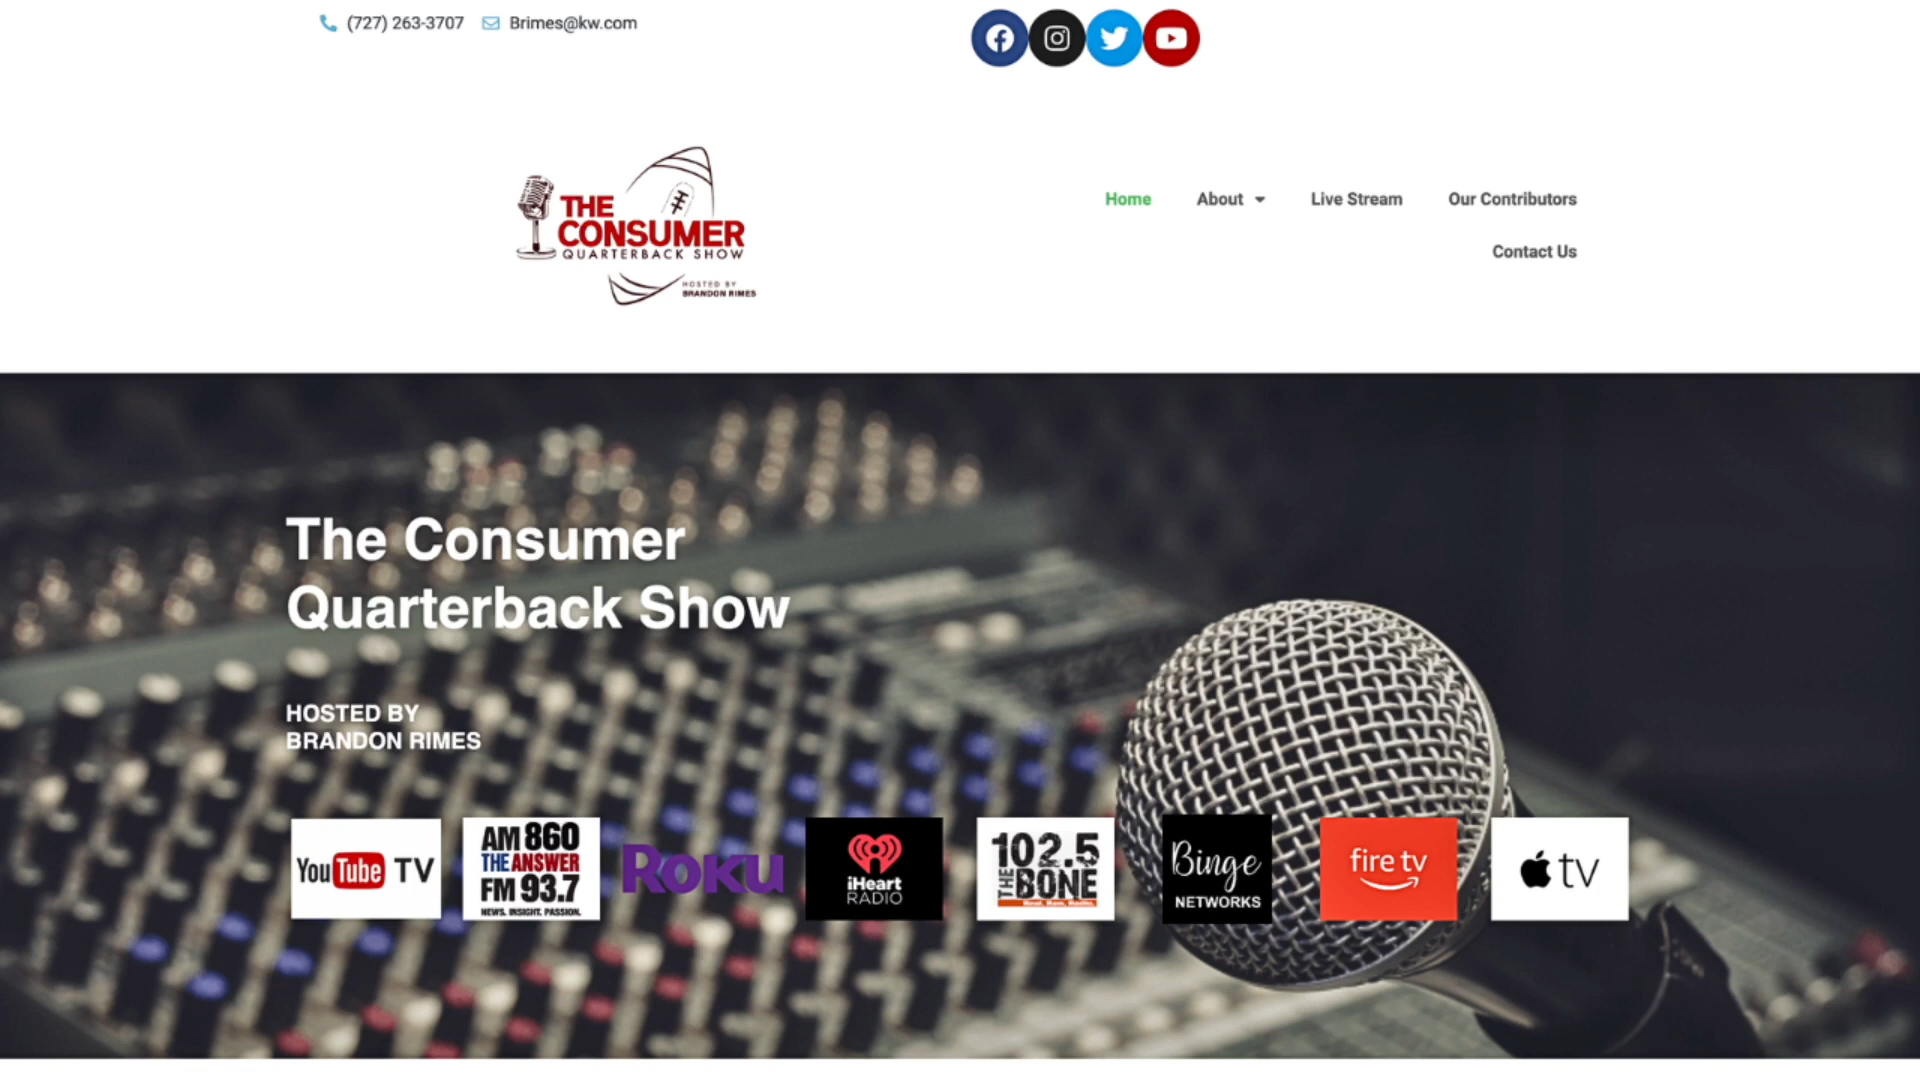 (727) 263-3707 Brimes@kw.com
THE
CONSUMER
QUARTERBACK SHOW
HOSTED BY
BRANDON RIMES
Home About Live Stream Our Contributors
Contact Us
The Consumer
Quarterback Show
HOSTED BY
BRANDON RIMES
YouTube TV
AM 860
THE ANSWER
FM 93.7
NEWS. INSIGHT. PASSION.
ROKU
iHeart
RADIO
102.5
THE BONE
Binge
NETWORKS
fire tv
tv